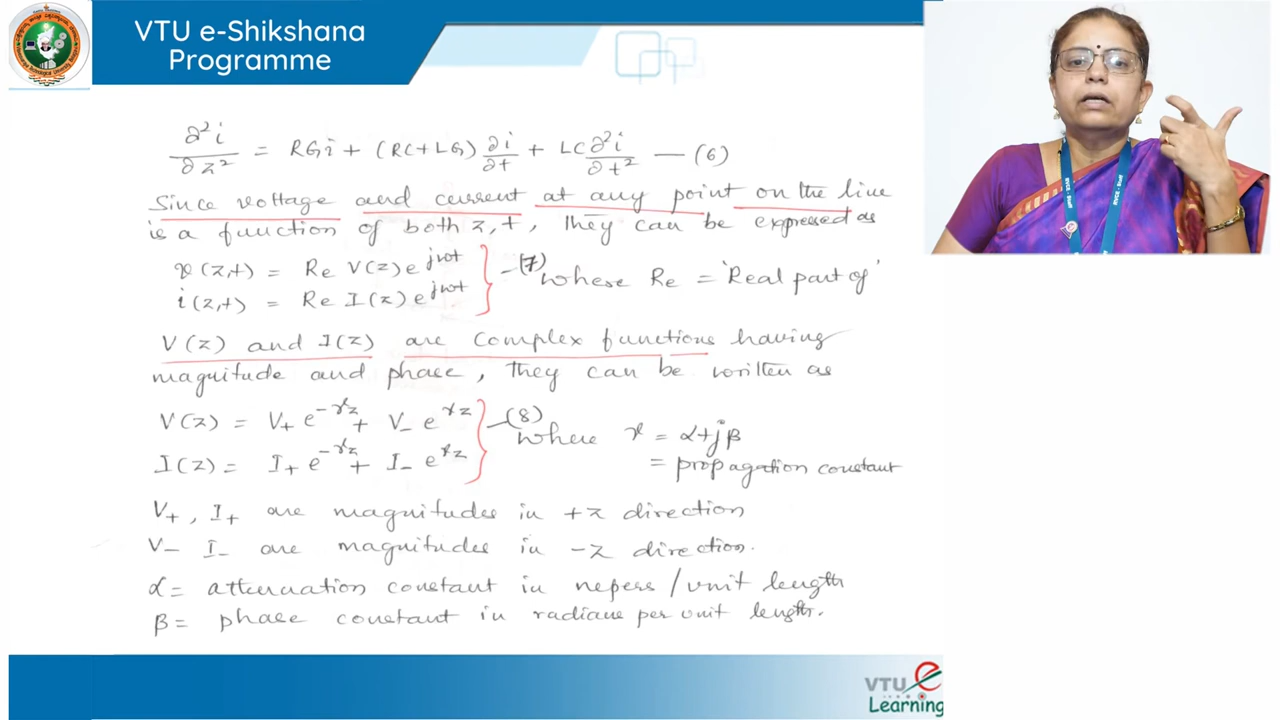 VTU e-Shikshana
Programme
∂²i/∂z² = RGi + (RC+LG) ∂i/∂t + LC ∂²i/∂t² — (6)
Since voltage and current at any point on the line
is a function of both z, t, they can be expressed as
v(z,t) = Re V(z) e^jωt
i(z,t) = Re I(z) e^jωt } – (7) where Re = 'Real part of'
V(z) and I(z) are complex functions having
magnitude and phase, they can be written as
V(z) = V₊ e^-γz + V₋ e^γz
I(z) = I₊ e^-γz + I₋ e^γz } – (8) where γ = α+jβ
= propagation constant
V₊, I₊ are magnitudes in +z direction
V₋ I₋ are magnitudes in -z direction.
α = attenuation constant in nepers/unit length
β = phase constant in radians per unit length.
VTU e
Learning